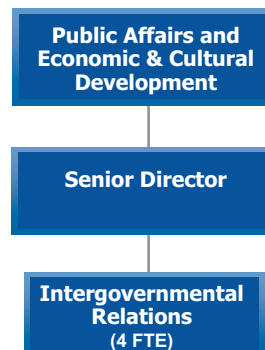 Public Affairs and
Economic & Cultural
Development
Senior Director
Intergovernmental
Relations
(4 FTE)